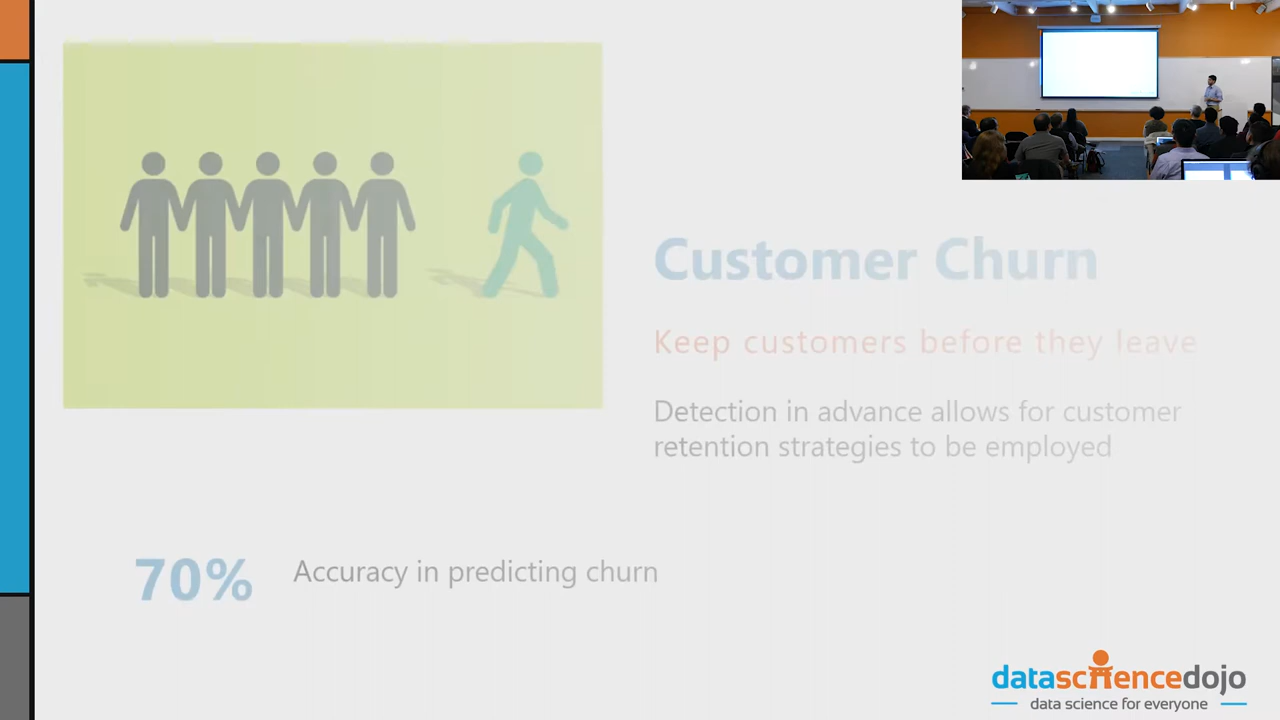 Customer Churn
Keep customers before they leave
Detection in advance allows for customer
retention strategies to be employed
70% Accuracy in predicting churn
datasciencedojo
data science for everyone